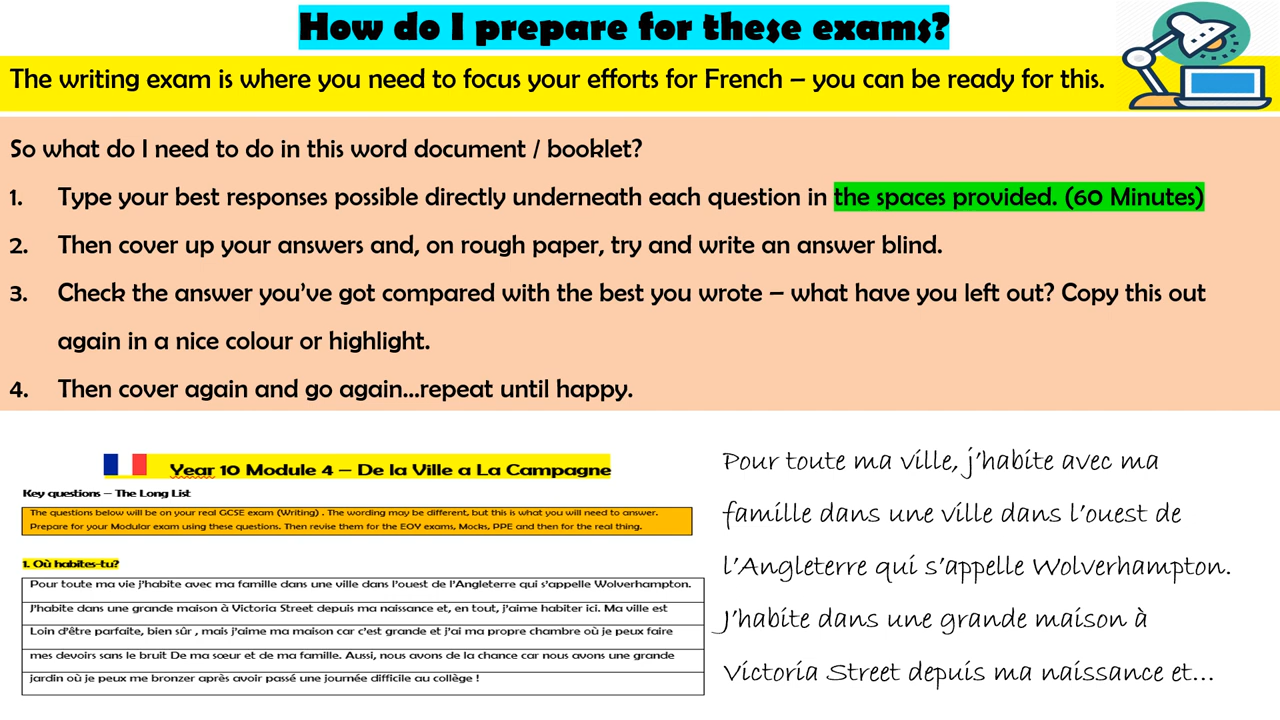 How do I prepare for these exams?
The writing exam is where you need to focus your efforts for French – you can be ready for this.
So what do I need to do in this word document / booklet?
1. Type your best responses possible directly underneath each question in the spaces provided. (60 Minutes)
2. Then cover up your answers and, on rough paper, try and write an answer blind.
3. Check the answer you've got compared with the best you wrote – what have you left out? Copy this out
again in a nice colour or highlight.
4. Then cover again and go again...repeat until happy.
Year 10 Module 4 – De la Ville a La Campagne
Key questions – The Long List
The questions below will be on your real GCSE exam (Writing) . The wording may be different, but this is what you will need to answer.
Prepare for your Modular exam using these questions. Then revise them for the EOY exams, Mocks, PPE and then for the real thing.
1. Où habites-tu?
Pour toute ma vie j'habite avec ma famille dans une ville dans l'ouest de l'Angleterre qui s'appelle Wolverhampton.
J'habite dans une grande maison à Victoria Street depuis ma naissance et, en tout, j'aime habiter ici. Ma ville est
Loin d'être parfaite, bien sûr , mais j'aime ma maison car c'est grande et j'ai ma propre chambre où je peux faire
mes devoirs sans le bruit De ma sœur et de ma famille. Aussi, nous avons de la chance car nous avons une grande
jardin où je peux me bronzer après avoir passé une journée difficile au collège !
Pour toute ma ville, j'habite avec ma
famille dans une ville dans l'ouest de
l'Angleterre qui s'appelle Wolverhampton.
J'habite dans une grande maison à
Victoria Street depuis ma naissance et...